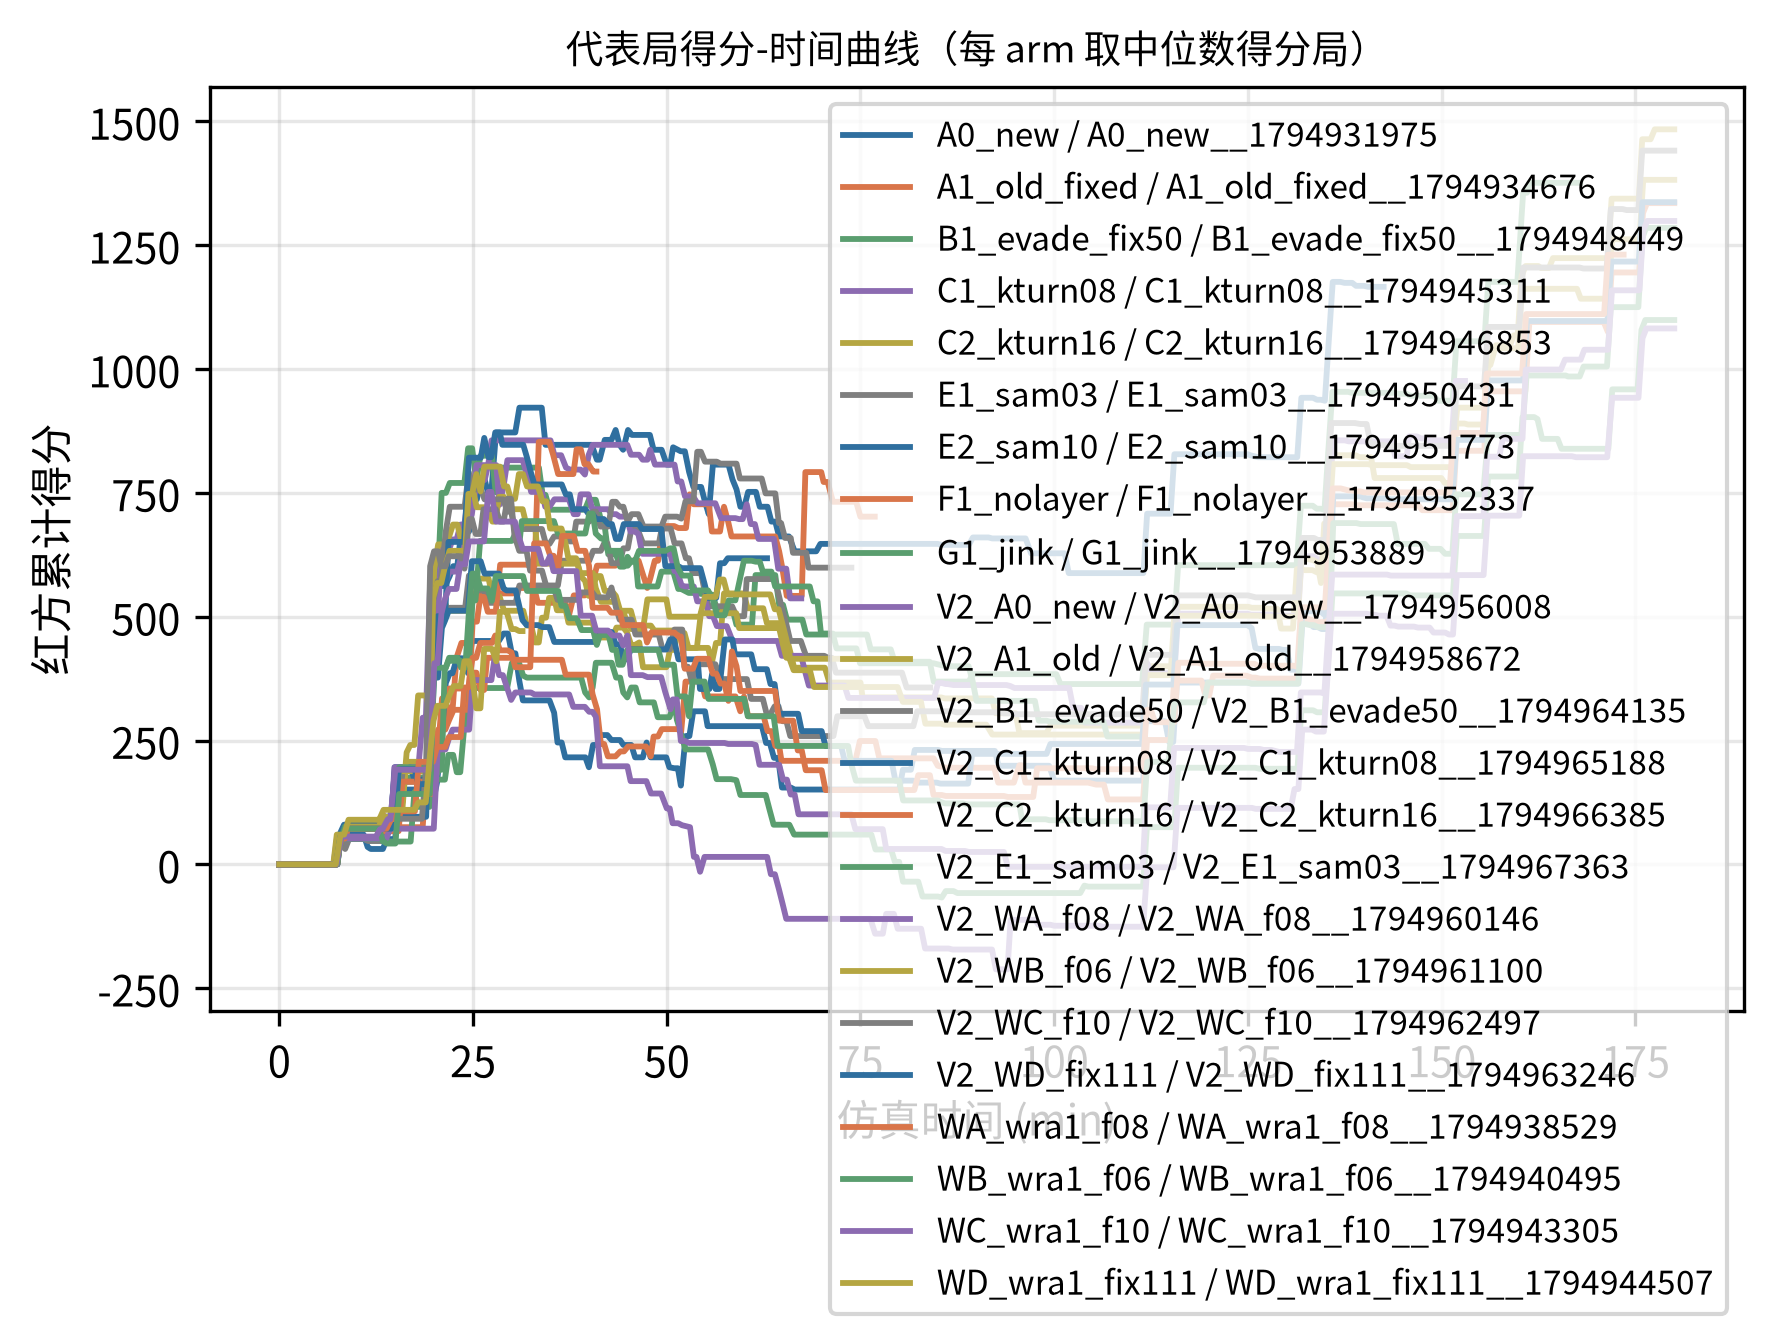 代表局得分-时间曲线（每 arm 取中位数得分局）
红方累计得分
1500
1250
1000
750
500
250
0
-250
0 25 50 75 100 125 150 175
仿真时间 (min)
A0_new / A0_new__1794931975
A1_old_fixed / A1_old_fixed__1794934676
B1_evade_fix50 / B1_evade_fix50__1794948449
C1_kturn08 / C1_kturn08__1794945311
C2_kturn16 / C2_kturn16__1794946853
E1_sam03 / E1_sam03__1794950431
E2_sam10 / E2_sam10__1794951773
F1_nolayer / F1_nolayer__1794952337
G1_jink / G1_jink__1794953889
V2_A0_new / V2_A0_new__1794956008
V2_A1_old / V2_A1_old__1794958672
V2_B1_evade50 / V2_B1_evade50__1794964135
V2_C1_kturn08 / V2_C1_kturn08__1794965188
V2_C2_kturn16 / V2_C2_kturn16__1794966385
V2_E1_sam03 / V2_E1_sam03__1794967363
V2_WA_f08 / V2_WA_f08__1794960146
V2_WB_f06 / V2_WB_f06__1794961100
V2_WC_f10 / V2_WC_f10__1794962497
V2_WD_fix111 / V2_WD_fix111__1794963246
WA_wra1_f08 / WA_wra1_f08__1794938529
WB_wra1_f06 / WB_wra1_f06__1794940495
WC_wra1_f10 / WC_wra1_f10__1794943305
WD_wra1_fix111 / WD_wra1_fix111__1794944507